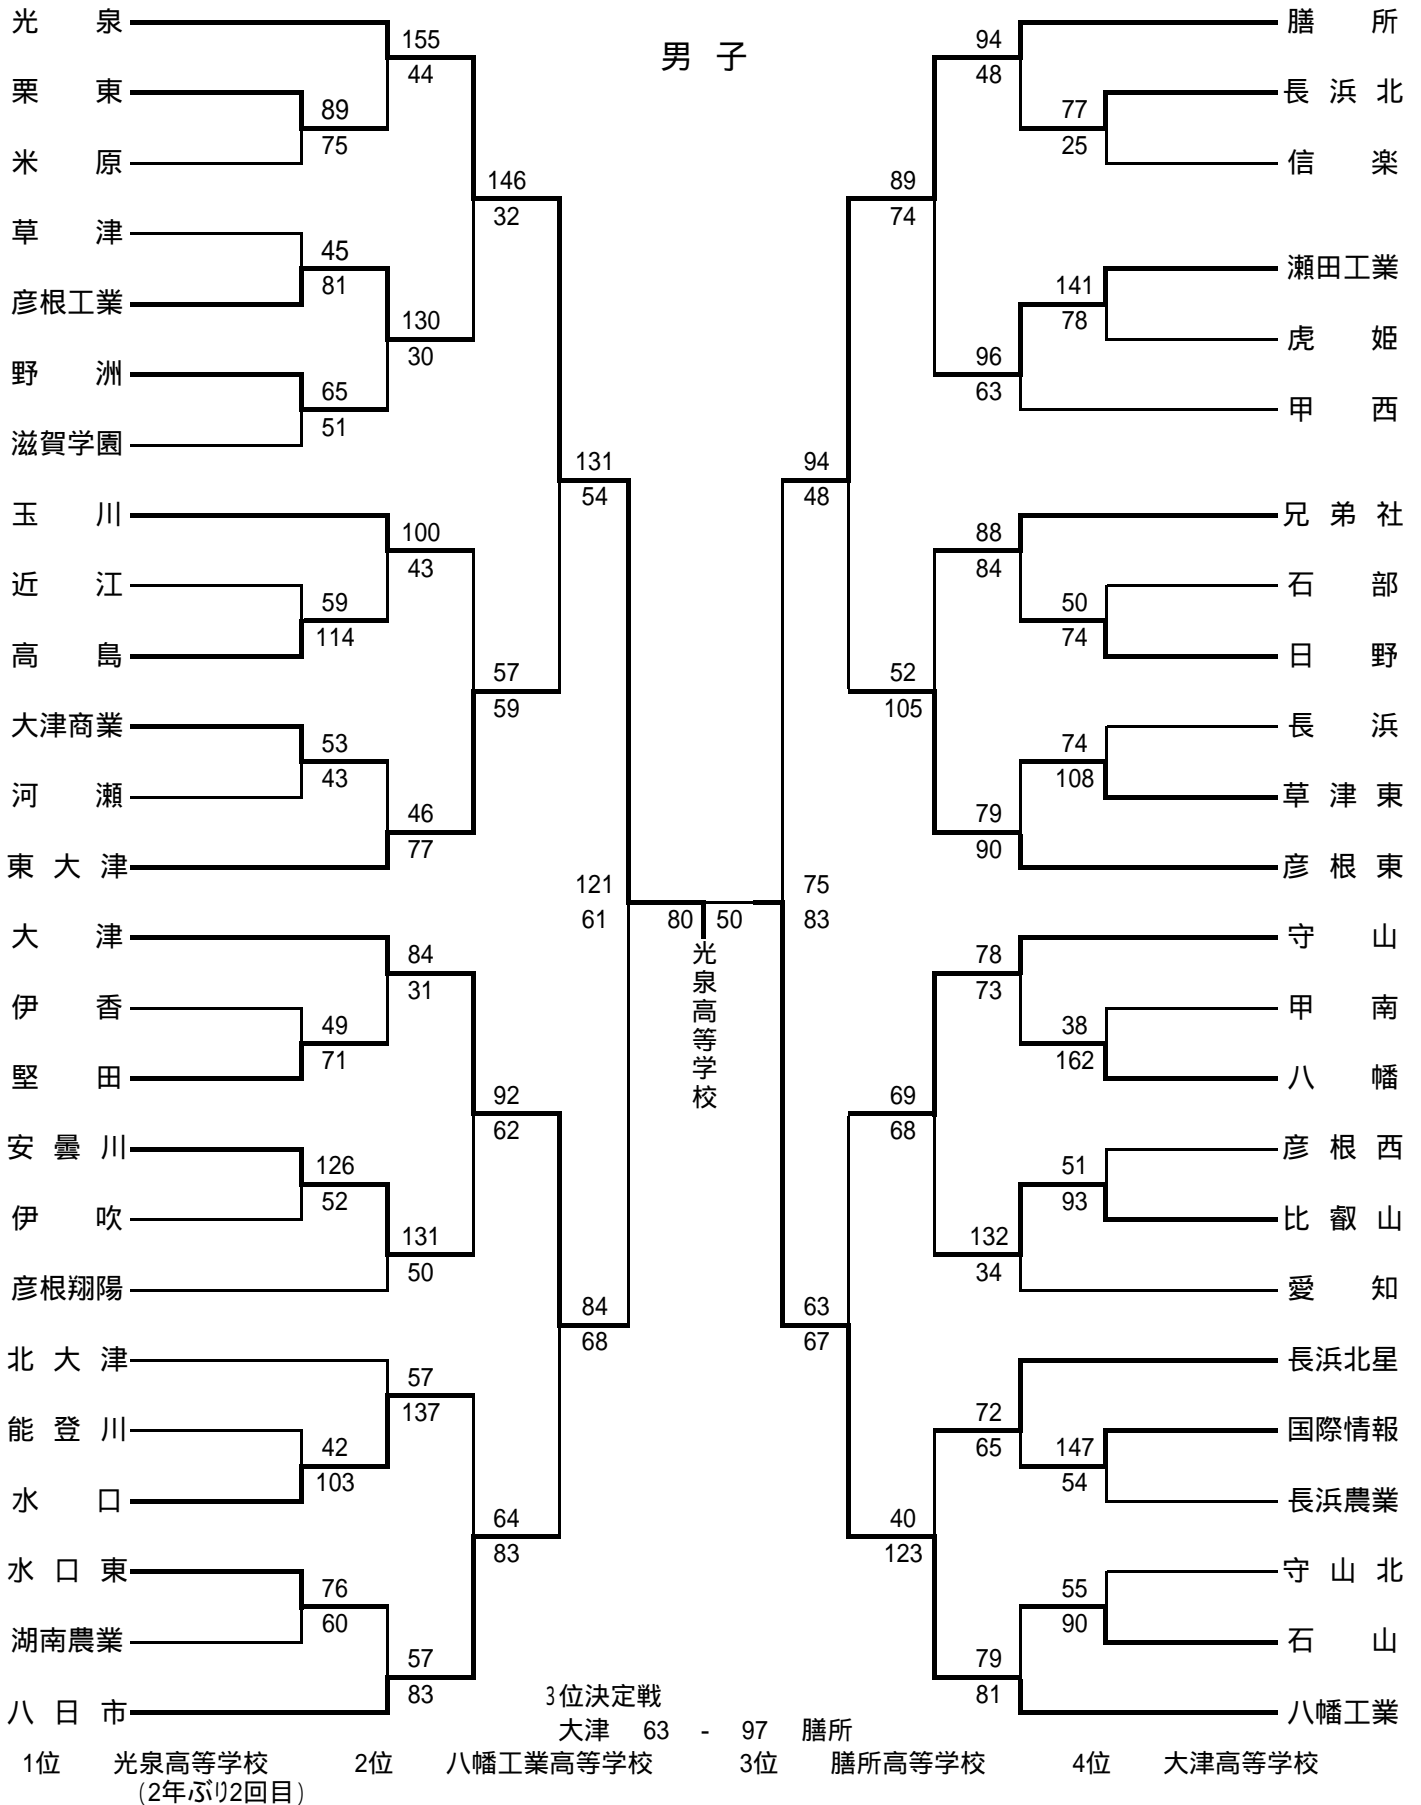 男子
光泉
栗東
米原
草津
彦根工業
野洲
滋賀学園
玉川
近江
高島
大津商業
河瀬
東大津
大津
伊香
堅田
安曇川
伊吹
彦根翔陽
北大津
能登川
水口
水口東
湖南農業
八日市
155
44
89
75
45
81
130
30
65
51
100
43
59
114
53
43
46
77
84
31
49
71
126
52
131
50
57
137
42
103
76
60
57
83
146
32
57
59
92
62
64
83
131
54
84
68
121
61
80 50
光泉高等学校
75
83
94
48
63
67
89
74
52
105
69
68
40
123
94
48
77
25
141
78
96
63
88
84
50
74
74
108
79
90
78
73
38
162
51
93
132
34
72
65
147
54
55
90
79
81
膳所
長浜北
信楽
瀬田工業
虎姫
甲西
兄弟社
石部
日野
長浜
草津東
彦根東
守山
甲南
八幡
彦根西
比叡山
愛知
長浜北星
国際情報
長浜農業
守山北
石山
八幡工業
3位決定戦
大津 63 - 97 膳所
1位 光泉高等学校 2位 八幡工業高等学校 3位 膳所高等学校 4位 大津高等学校
(2年ぶり2回目)